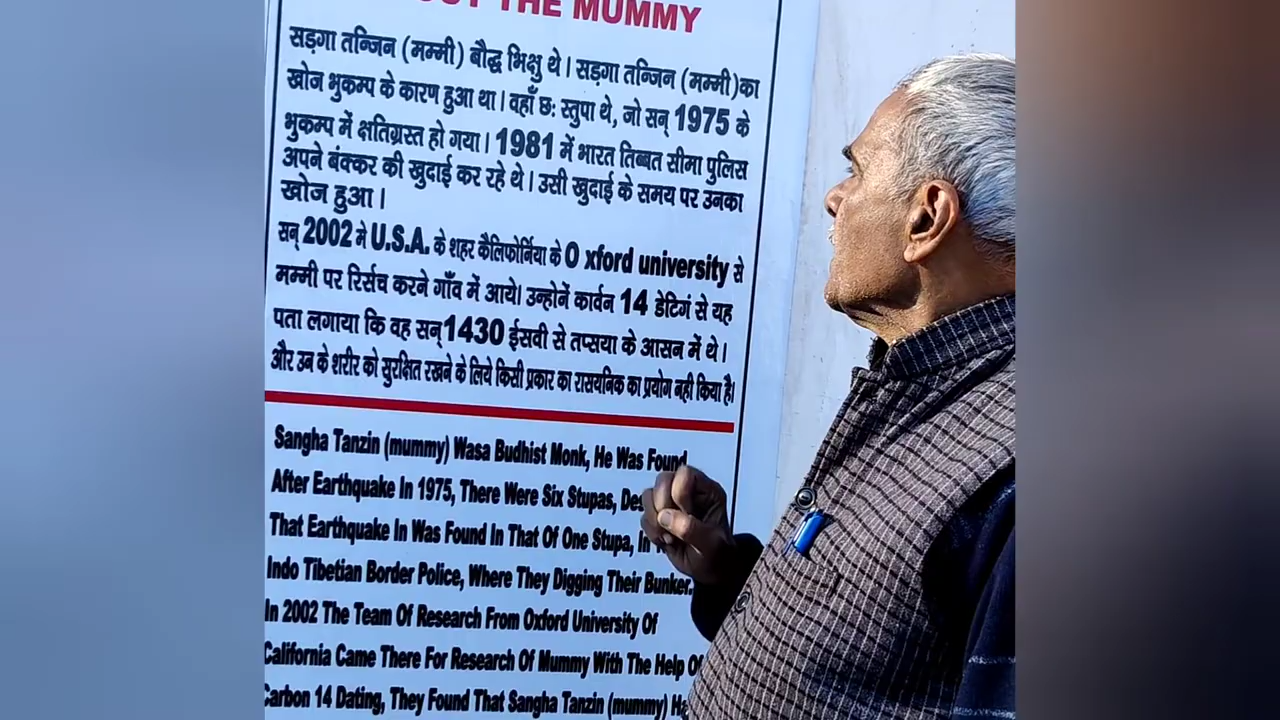 THE MUMMY
सड़गा तन्जिन (मम्मी) बौद्ध भिक्षु थे। सड़गा तन्जिन (मम्मी)का
खोज भुकम्प के कारण हुआ था। वहाँ छः स्तुपा थे, जो सन् 1975 के
भुकम्प में क्षतिग्रस्त हो गया। 1981 में भारत तिब्बत सीमा पुलिस
अपने बंक्कर की खुदाई कर रहे थे। उसी खुदाई के समय पर उनका
खोज हुआ।
सन् 2002 मे U.S.A. के शहर कैलिफोर्निया के O xford university से
मम्मी पर रिर्सच करने गाँव में आये। उन्होनें कार्वन 14 डेटिगं से यह
पता लगाया कि वह सन्1430 ईसवी से तप्सया के आसन में थे।
और उन के शरीर को सुरक्षित रखने के लिये किसी प्रकार का रासयनिक का प्रयोग नही किया है।
Sangha Tanzin (mummy) Wasa Budhist Monk, He Was Found
After Earthquake In 1975, There Were Six Stupas,
That Earthquake In Was Found In That Of One Stupa, In
Indo Tibetian Border Police, Where They Digging Their Bunker.
In 2002 The Team Of Research From Oxford University Of
California Came There For Research Of Mummy With The Help Of
Carbon 14 Dating, They Found That Sangha Tanzin (mummy)